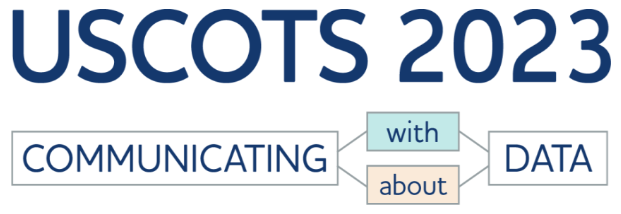 USCOTS 2023
with
COMMUNICATING DATA
about